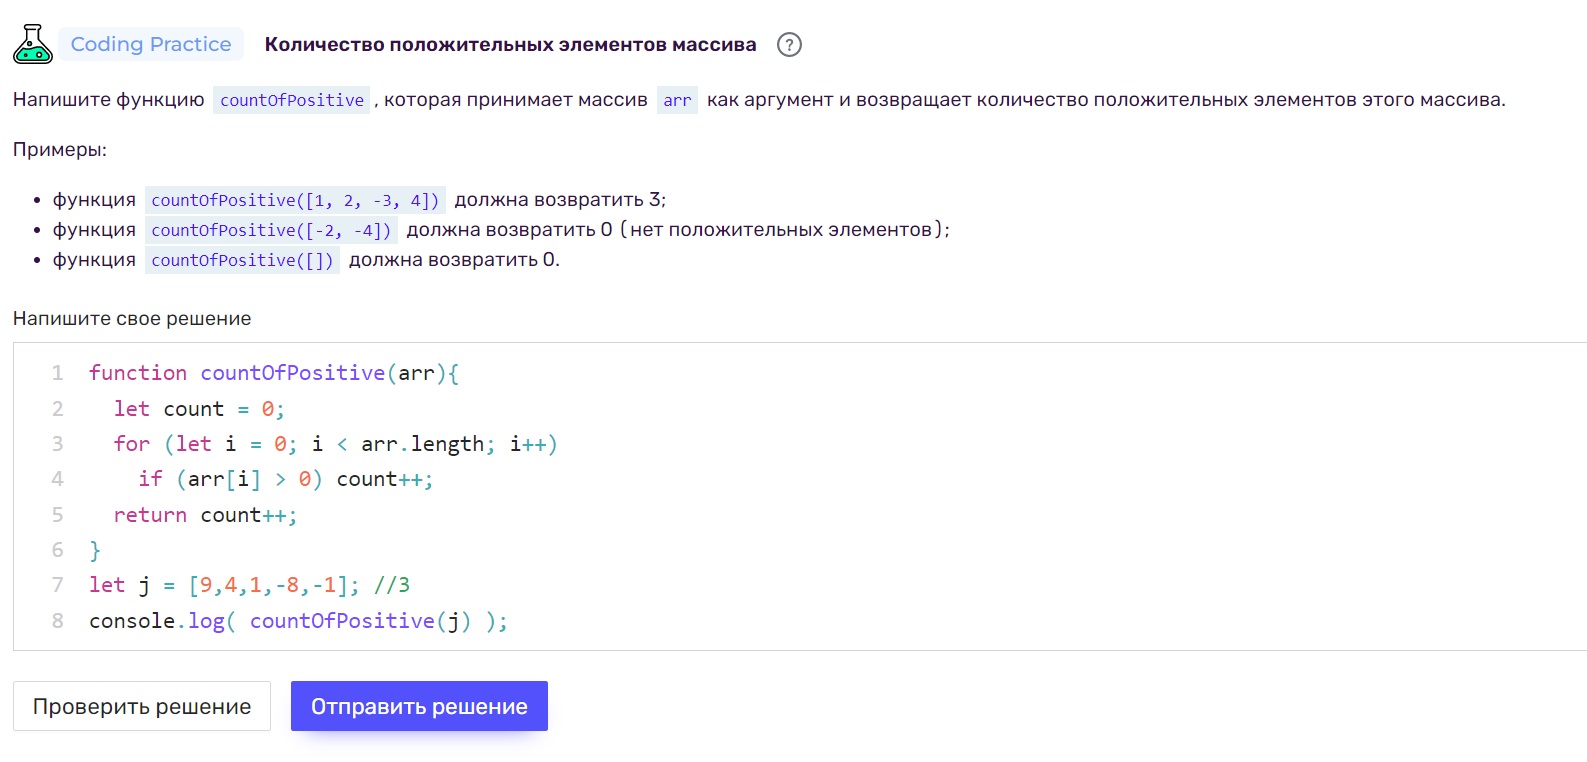 Coding Practice Количество положительных элементов массива ?
Напишите функцию countOfPositive , которая принимает массив arr как аргумент и возвращает количество положительных элементов этого массива.
Примеры:
• функция countOfPositive([1, 2, -3, 4]) должна возвратить 3;
• функция countOfPositive([-2, -4]) должна возвратить 0 (нет положительных элементов);
• функция countOfPositive([]) должна возвратить 0.
Напишите свое решение
1 function countOfPositive(arr){
2   let count = 0;
3   for (let i = 0; i < arr.length; i++)
4     if (arr[i] > 0) count++;
5   return count++;
6 }
7 let j = [9,4,1,-8,-1]; //3
8 console.log( countOfPositive(j) );
Проверить решение Отправить решение